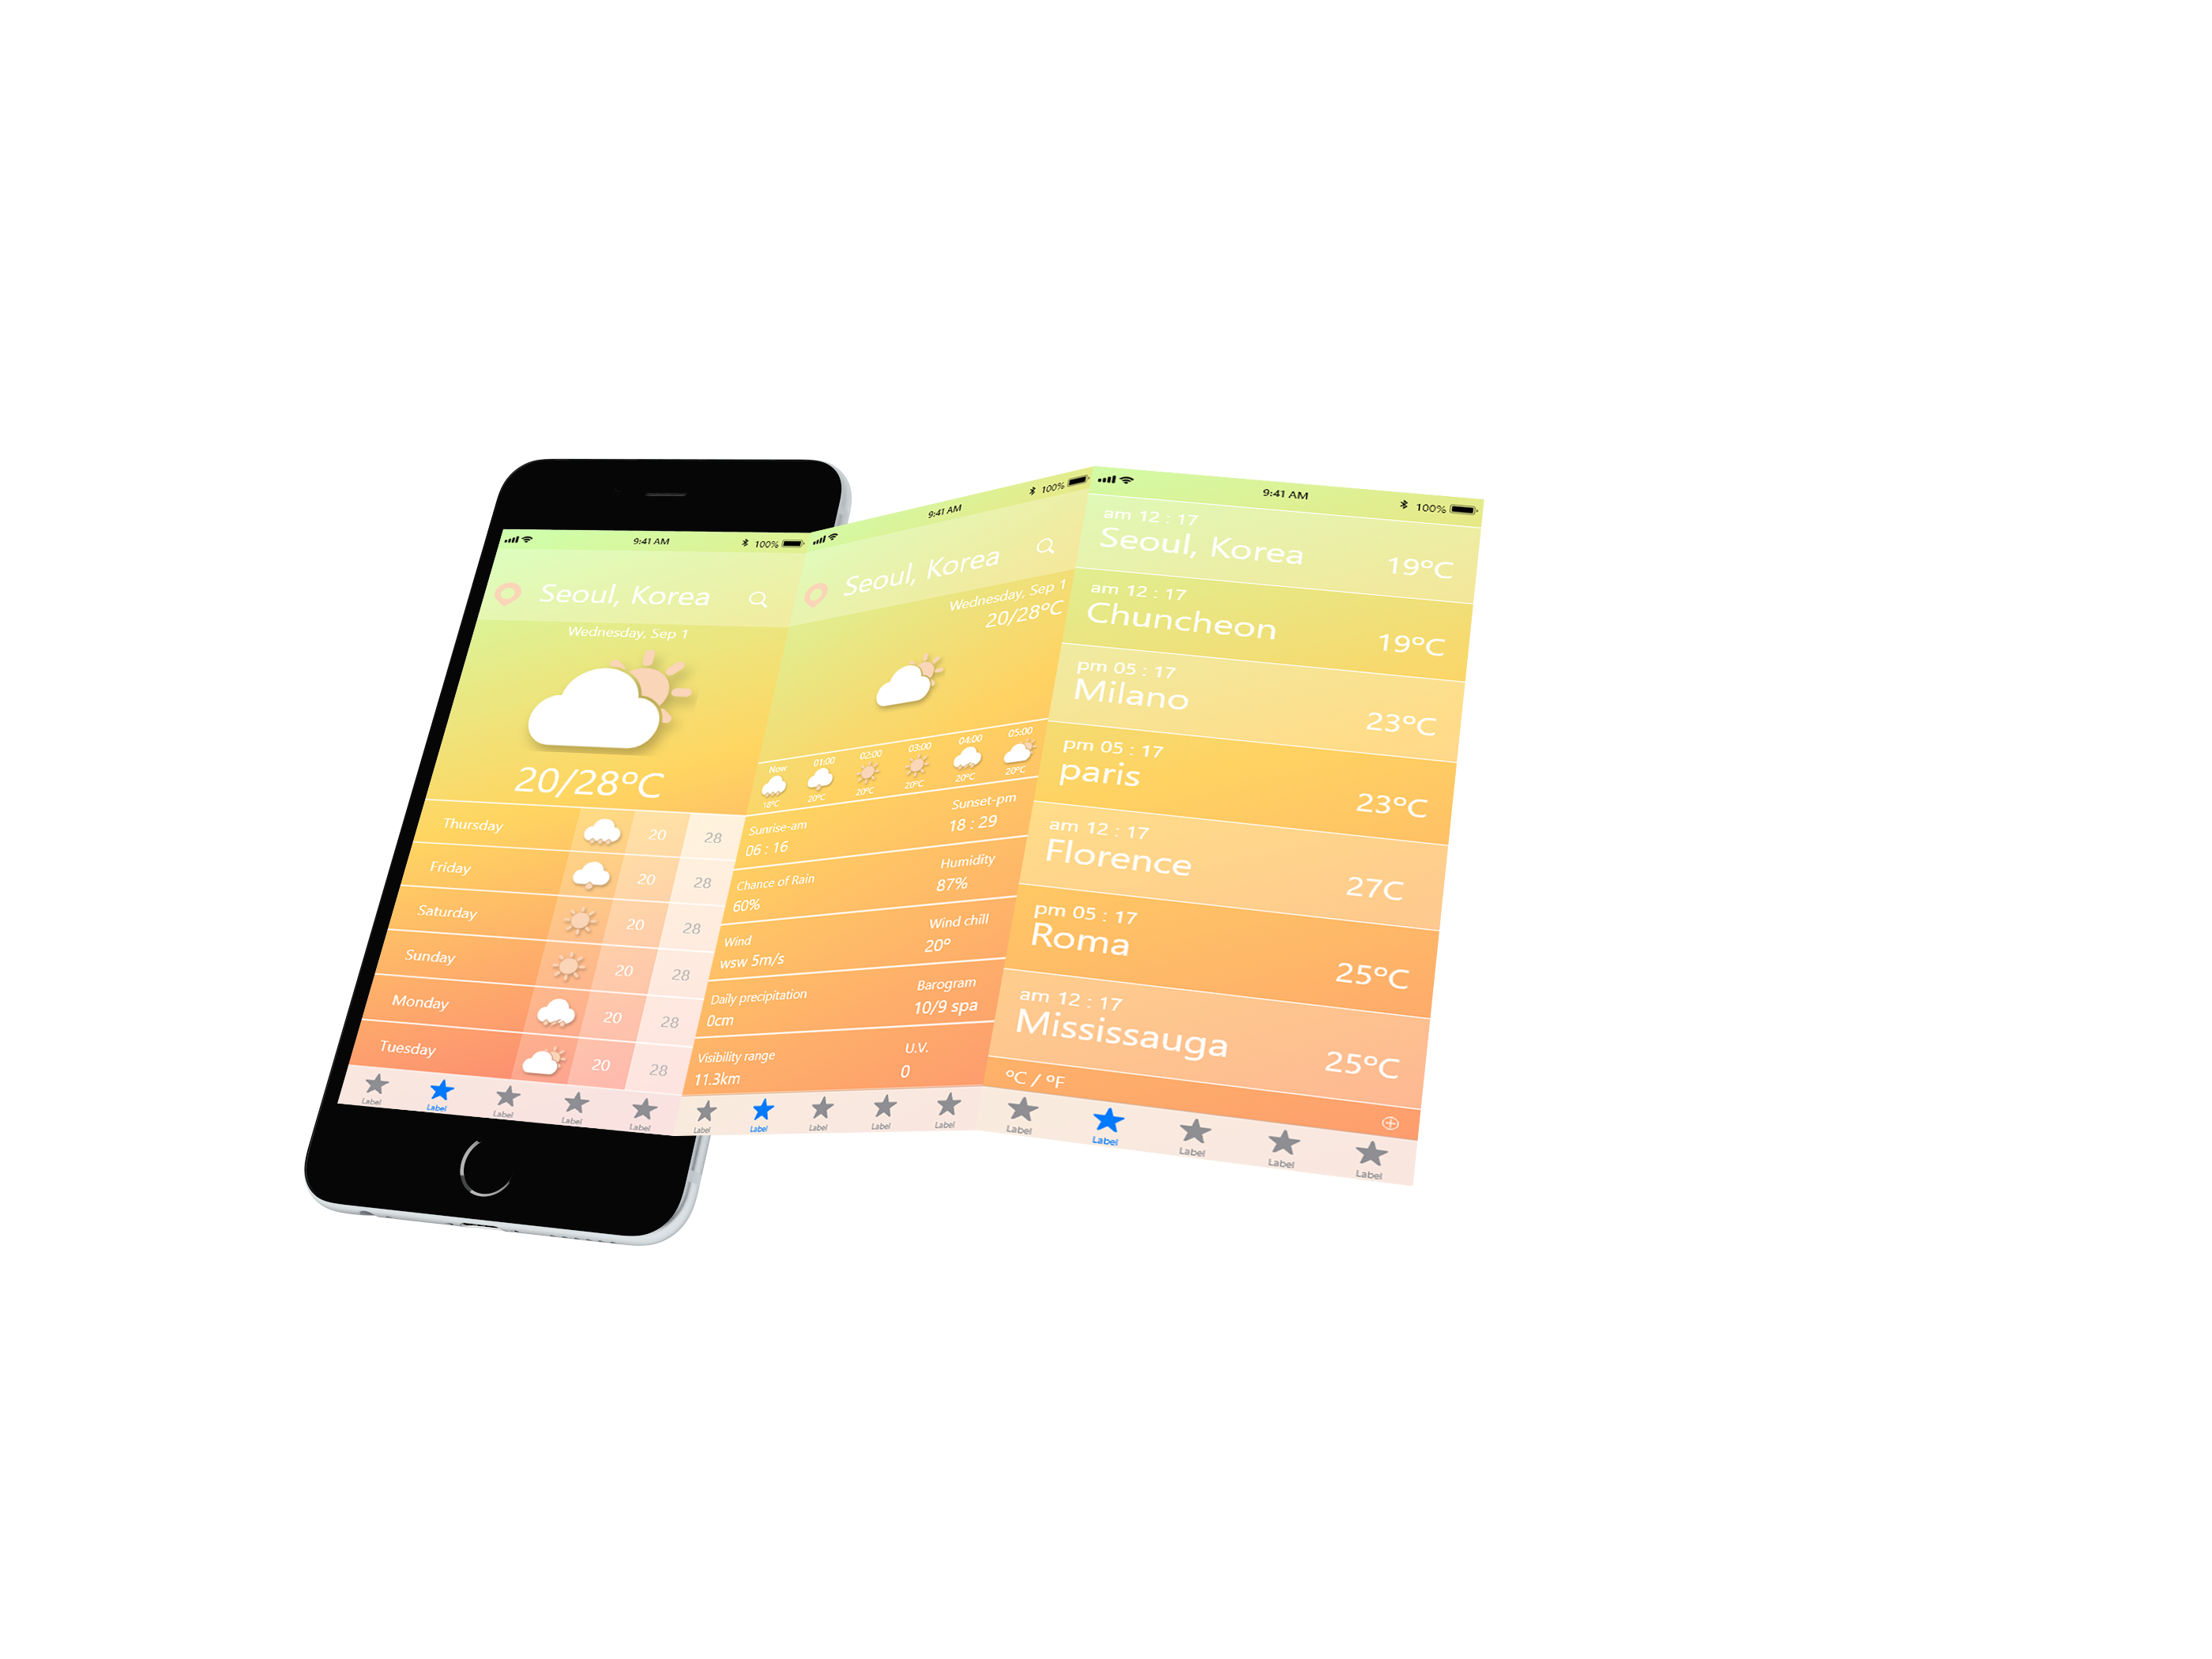 9:41 AM
100%
Seoul, Korea
Wednesday, Sep 1
20/28°C
Thursday 20 28
Friday 20 28
Saturday 20 28
Sunday 20 28
Monday 20 28
Tuesday 20 28
Label Label Label Label Label
9:41 AM
100%
Seoul, Korea
Wednesday, Sep 1
20/28°C
Now 01:00 02:00 03:00 04:00 05:00
18°C 20°C 20°C 20°C 20°C 20°C
Sunrise-am Sunset-pm
06 : 16 18 : 29
Chance of Rain Humidity
60% 87%
Wind Wind chill
wsw 5m/s 20°
Daily precipitation Barogram
0cm 10/9 spa
Visibility range U.V.
11.3km 0
Label Label Label Label Label
9:41 AM
100%
am 12 : 17
Seoul, Korea 19°C
am 12 : 17
Chuncheon 19°C
pm 05 : 17
Milano 23°C
pm 05 : 17
paris 23°C
am 12 : 17
Florence 27C
pm 05 : 17
Roma 25°C
am 12 : 17
Mississauga 25°C
°C / °F
Label Label Label Label Label